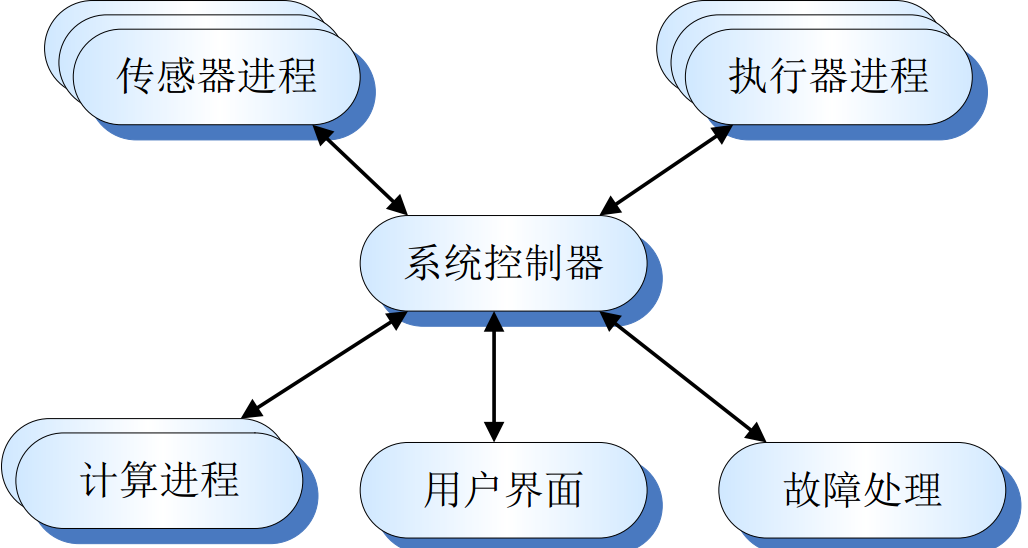 传感器进程
执行器进程
系统控制器
计算进程
用户界面
故障处理